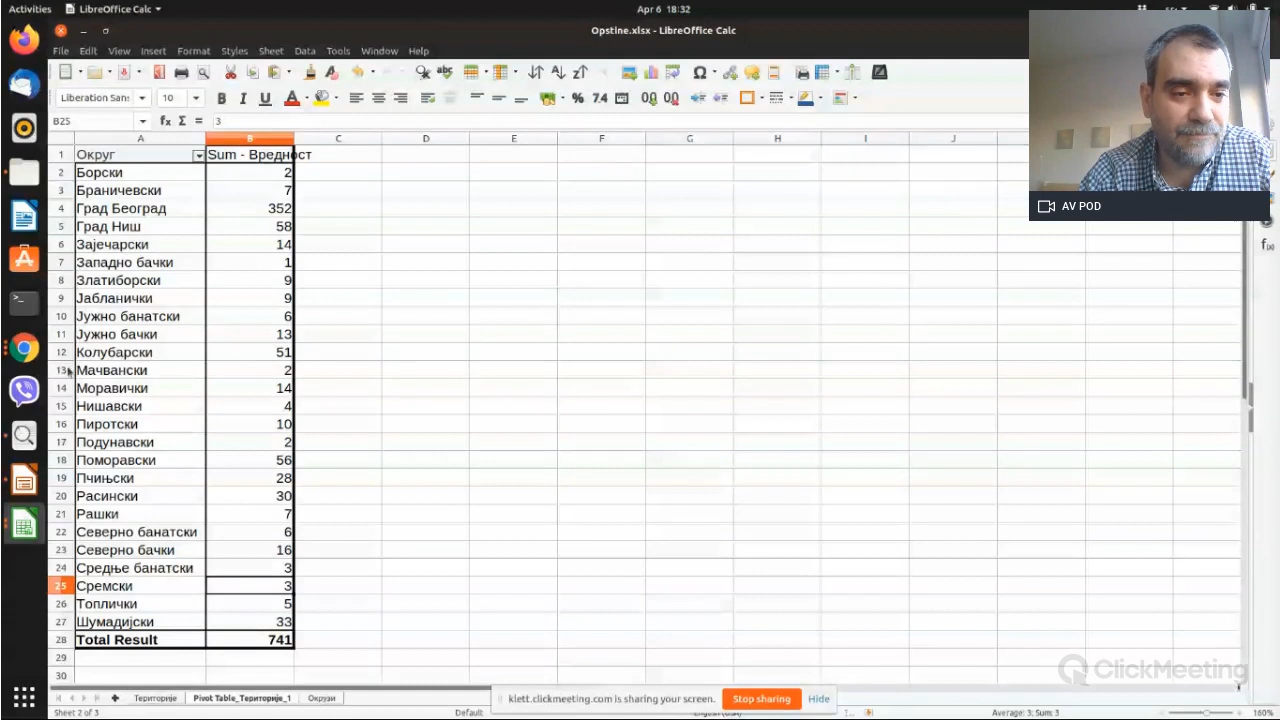 Activities LibreOffice Calc Apr 6 18:32
Opstine.xlsx - LibreOffice Calc
File Edit View Insert Format Styles Sheet Data Tools Window Help
Liberation Sans 10
B25 3
A B C D E F G H I J
1 Округ Sum - Вредност
2 Борски 2
3 Браничевски 7
4 Град Београд 352
5 Град Ниш 58
6 Зајечарски 14
7 Западно бачки 1
8 Златиборски 9
9 Јабланички 9
10 Јужно банатски 6
11 Јужно бачки 13
12 Колубарски 51
13 Мачвански 2
14 Моравички 14
15 Нишавски 4
16 Пиротски 10
17 Подунавски 2
18 Поморавски 56
19 Пчињски 28
20 Расински 30
21 Рашки 7
22 Северно банатски 6
23 Северно бачки 16
24 Средње банатски 3
25 Сремски 3
26 Топлички 5
27 Шумадијски 33
28 Total Result 741
29
30
AV POD
ClickMeeting
Територије Pivot Table_Територије_1 Окрузи
klett.clickmeeting.com is sharing your screen. Stop sharing Hide
Sheet 2 of 3 Default Average: 3; Sum: 3 160%